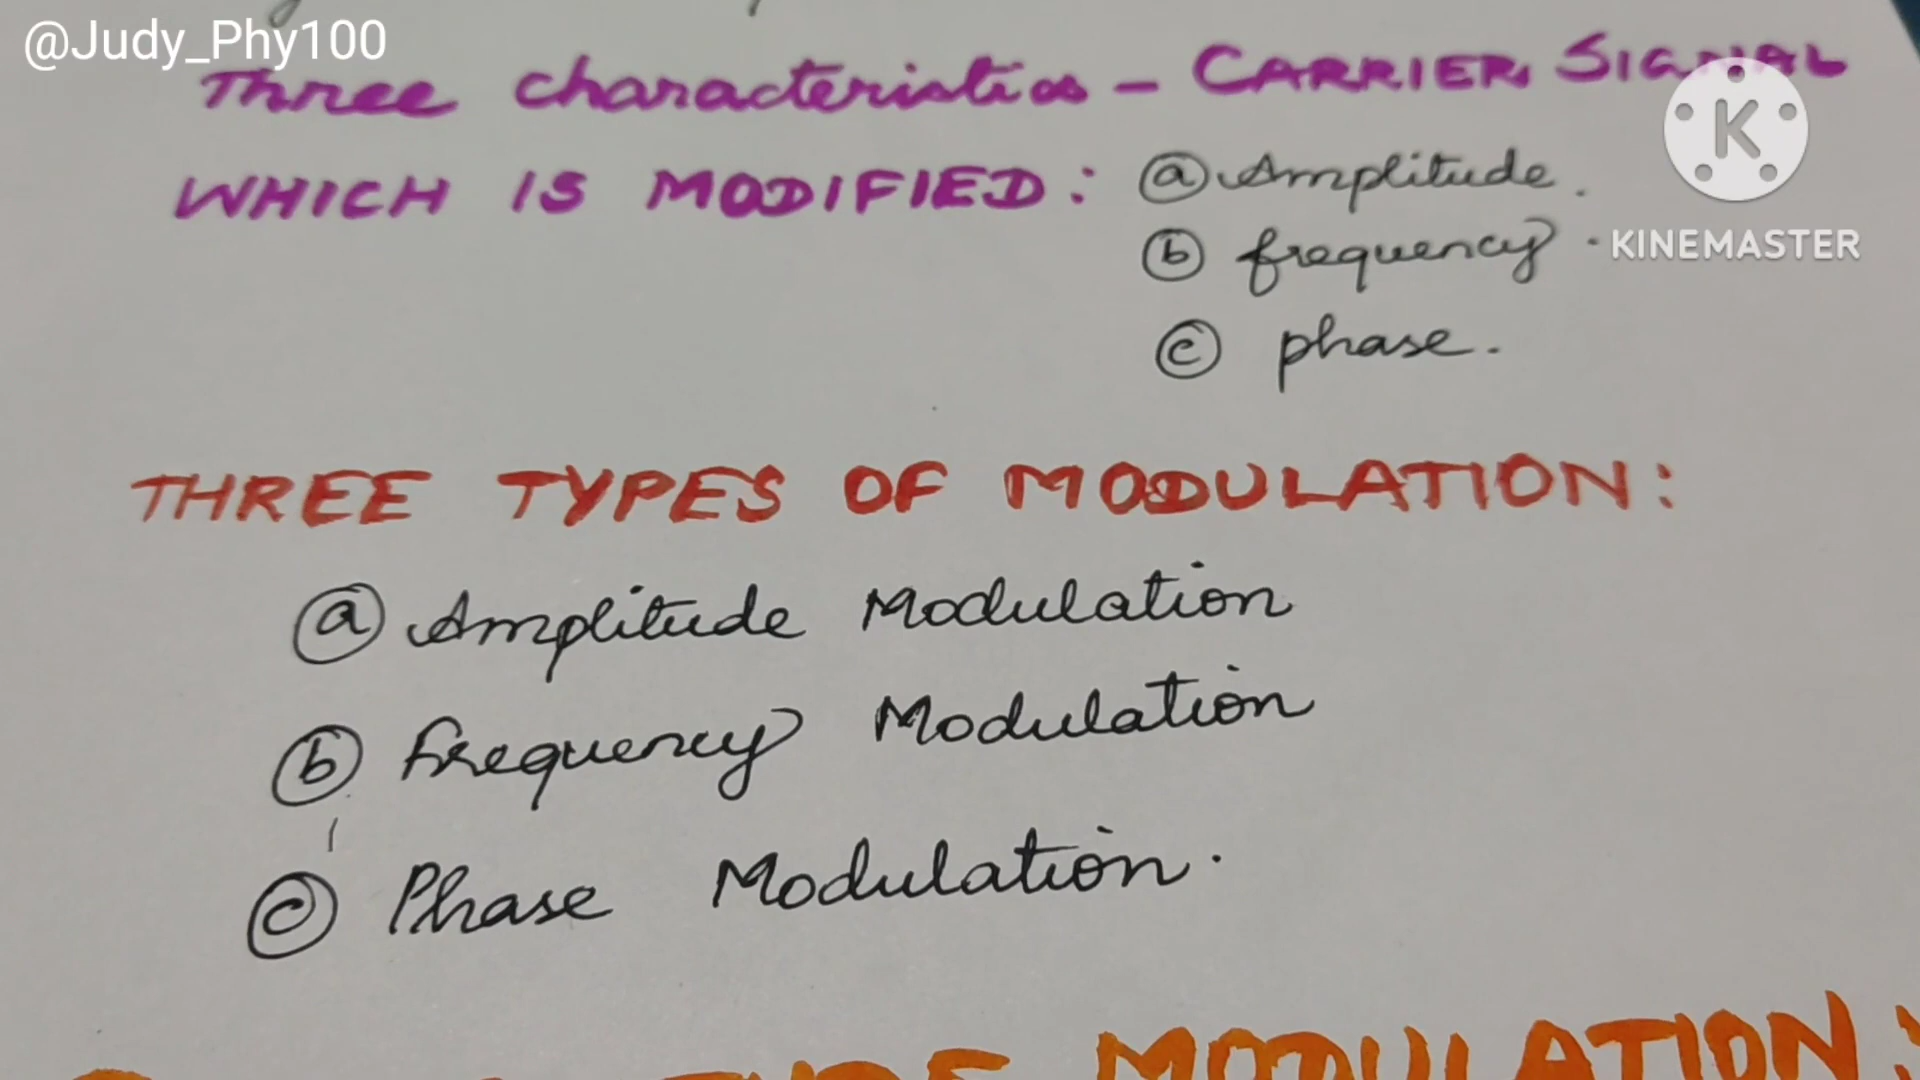 @Judy_Phy100
Three characteristics - CARRIER SIGNAL
WHICH IS MODIFIED: ⓐ Amplitude.
ⓑ frequency.
KINEMASTER
ⓒ phase.
THREE TYPES OF MODULATION:
ⓐ Amplitude Modulation
ⓑ Frequency Modulation
ⓒ Phase Modulation.
MODULATION: